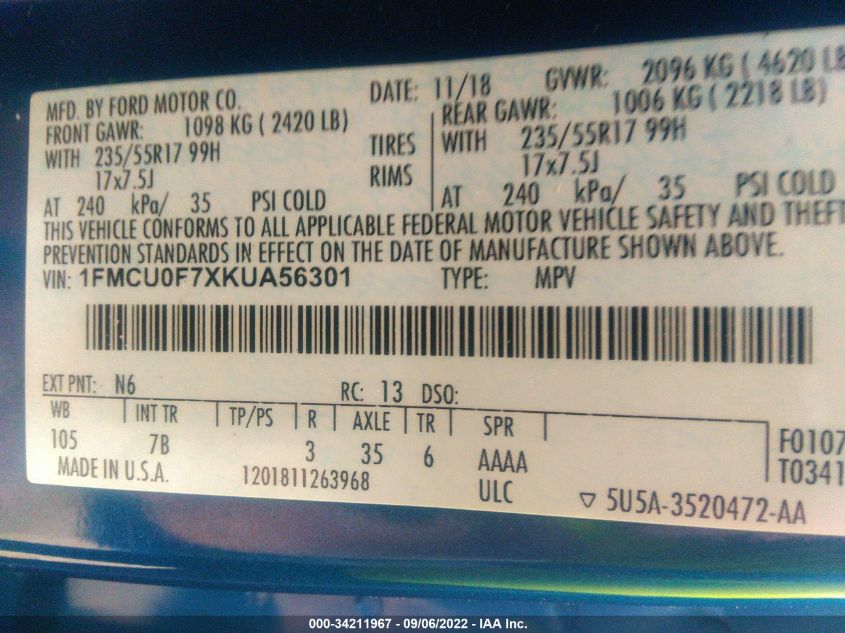 MFD. BY FORD MOTOR CO. DATE: 11/18 GVWR: 2096 KG ( 4620 LB
FRONT GAWR: 1098 KG ( 2420 LB) REAR GAWR: 1006 KG ( 2218 LB)
WITH 235/55R17 99H TIRES WITH 235/55R17 99H
17x7.5J RIMS 17x7.5J
AT 240 kPa/ 35 PSI COLD AT 240 kPa/ 35 PSI COLD
THIS VEHICLE CONFORMS TO ALL APPLICABLE FEDERAL MOTOR VEHICLE SAFETY AND THEFT
PREVENTION STANDARDS IN EFFECT ON THE DATE OF MANUFACTURE SHOWN ABOVE.
VIN: 1FMCU0F7XKUA56301 TYPE: MPV
EXT PNT: N6 RC: 13 DSO:
WB INT TR TP/PS R AXLE TR SPR
105 7B 3 35 6 AAAA F0107
MADE IN U.S.A. 1201811263968 ULC T0341
5U5A-3520472-AA
000-34211967 - 09/06/2022 - IAA Inc.